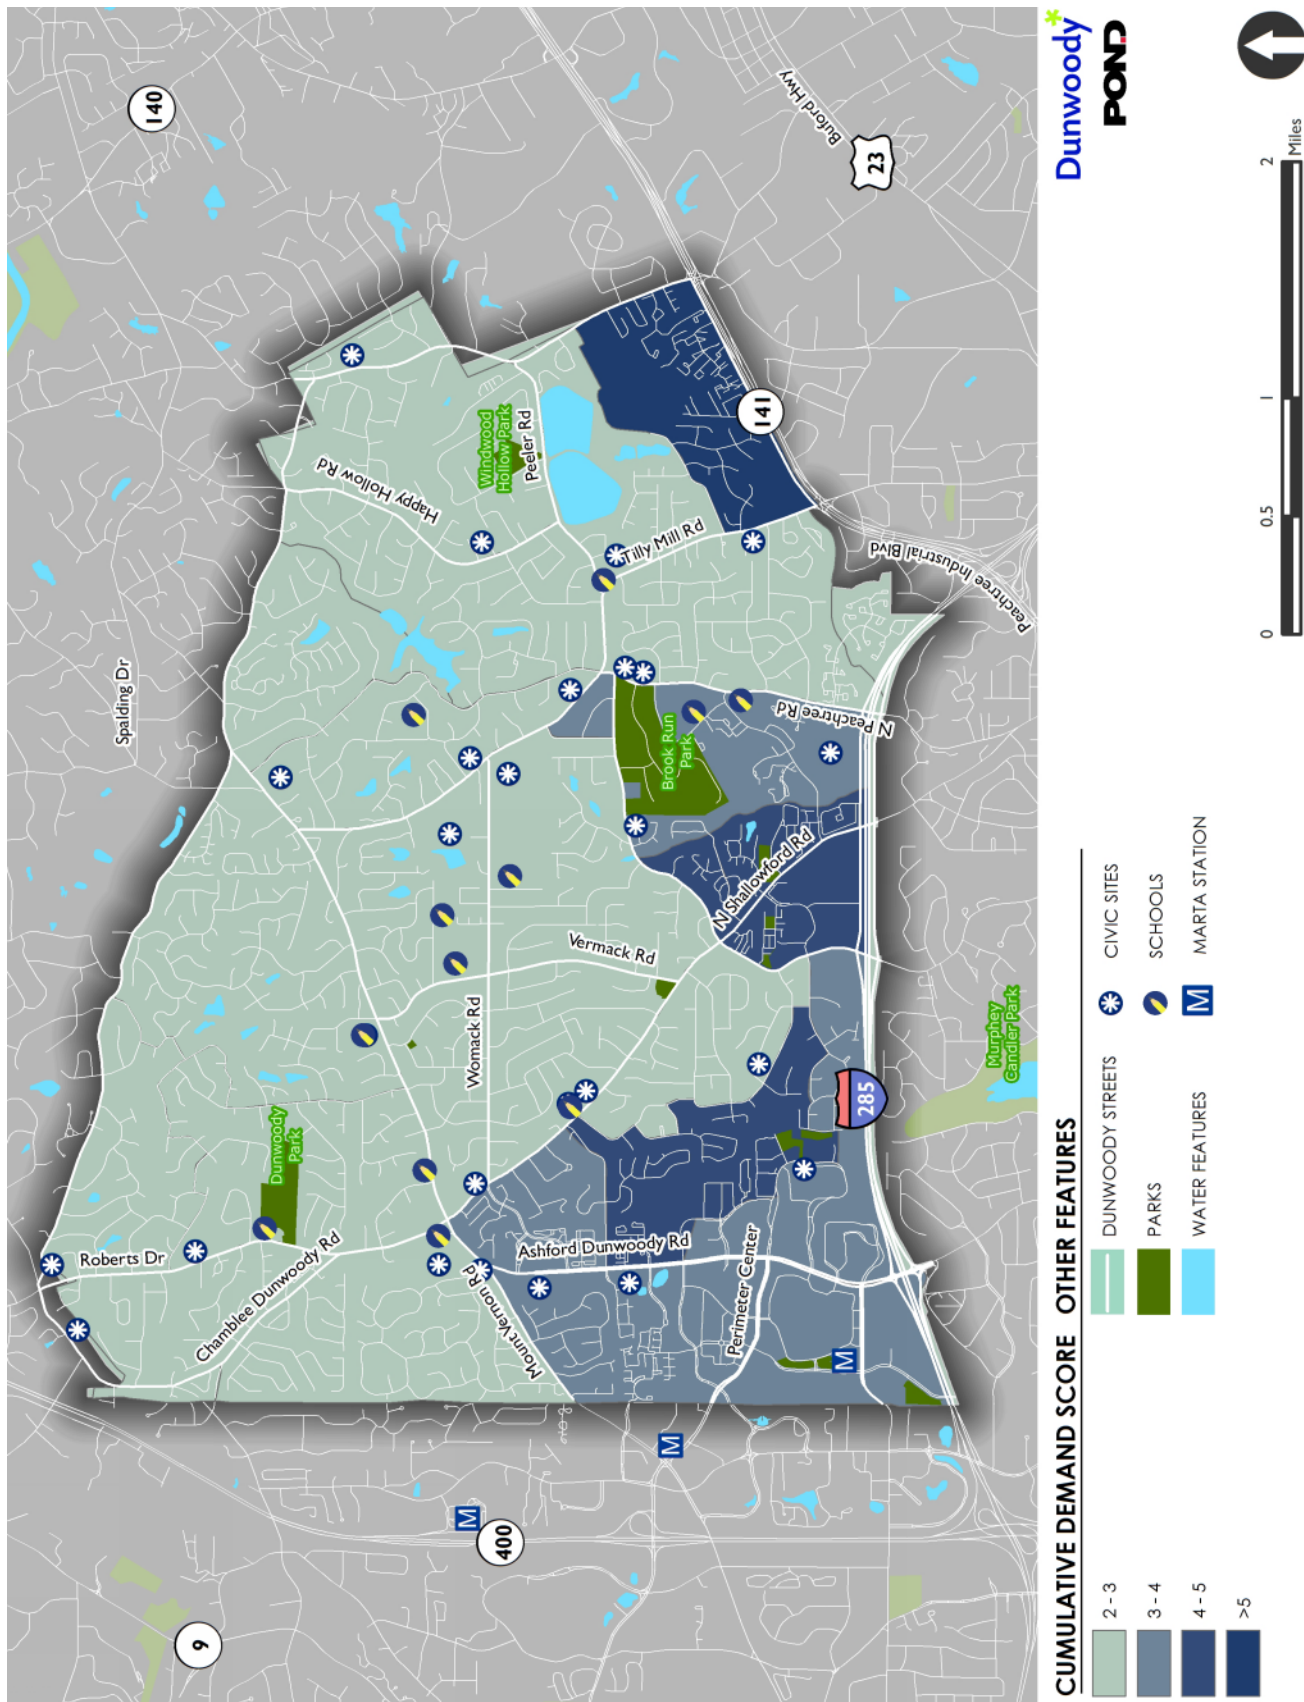 9
400
140
Spalding Dr
Roberts Dr
Chamblee Dunwoody Rd
Dunwoody
Park
Happy Hollow Rd
Windwood
Hollow Park
Peeler Rd
Womack Rd
Vermack Rd
Mount Vernon Rd
Ashford Dunwoody Rd
Perimeter Center
Tilly Mill Rd
Brook Run
Park
N Shallowford Rd
N Peachtree Rd
141
Buford Hwy
23
Peachtree Industrial Blvd
285
Murphey
Candler Park
M
M
M
CUMULATIVE DEMAND SCORE
2 - 3
3 - 4
4 - 5
>5
OTHER FEATURES
DUNWOODY STREETS
PARKS
WATER FEATURES
CIVIC SITES
SCHOOLS
M MARTA STATION
0 0.5 1 2
Miles
Dunwoody*
POND